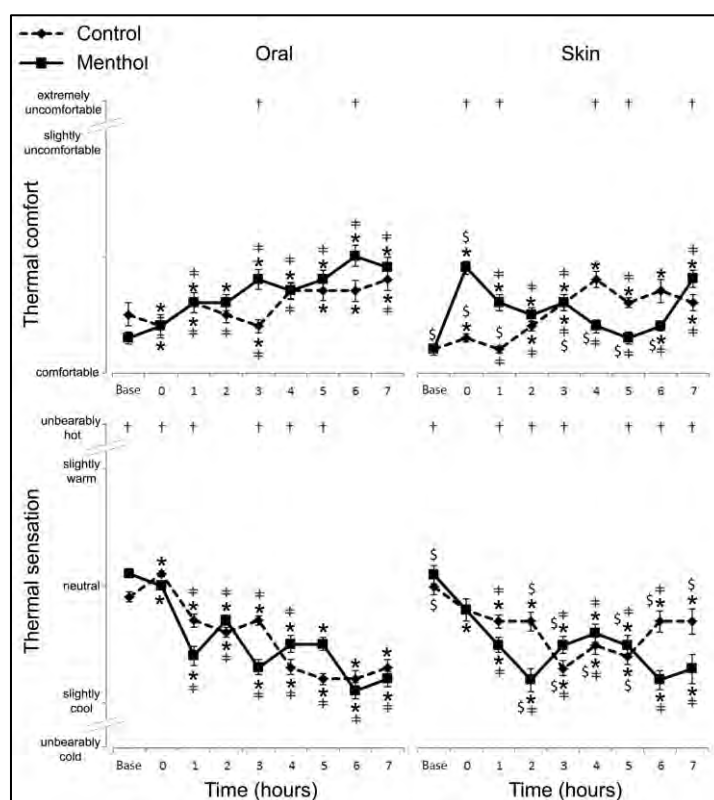 Control
Menthol
Oral
Skin
extremely
uncomfortable
† † † † † † †
slightly
uncomfortable
Thermal comfort
comfortable
Base 0 1 2 3 4 5 6 7
Base 0 1 2 3 4 5 6 7
unbearably
hot
† † † † † † † † † † † † †
slightly
warm
Thermal sensation
neutral
slightly
cool
unbearably
cold
Base 0 1 2 3 4 5 6 7
Base 0 1 2 3 4 5 6 7
Time (hours)
Time (hours)